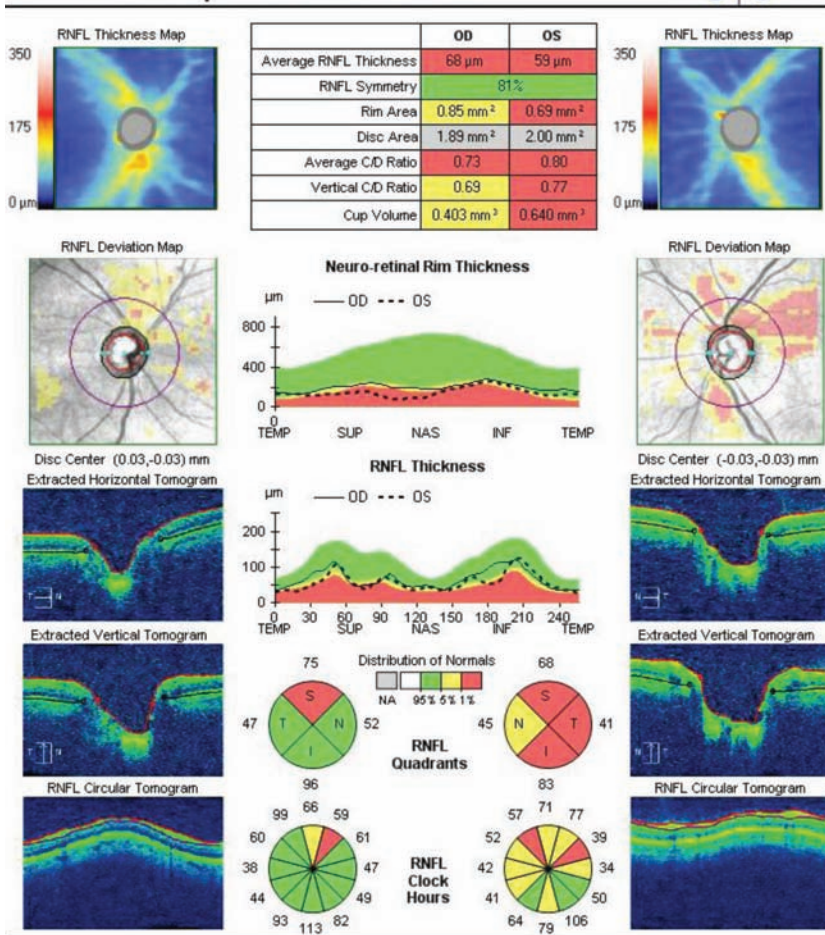 RNFL Thickness Map
350
175
0 µm
OD OS
Average RNFL Thickness 68 µm 59 µm
RNFL Symmetry 81%
Rim Area 0.85 mm² 0.69 mm²
Disc Area 1.89 mm² 2.00 mm²
Average C/D Ratio 0.73 0.80
Vertical C/D Ratio 0.69 0.77
Cup Volume 0.403 mm³ 0.640 mm³
RNFL Thickness Map
350
175
0 µm
RNFL Deviation Map
Disc Center (0.03,-0.03) mm
Neuro-retinal Rim Thickness
µm OD OS
800
400
0
0
TEMP SUP NAS INF TEMP
RNFL Deviation Map
Disc Center (-0.03,-0.03) mm
Extracted Horizontal Tomogram
T N
RNFL Thickness
µm OD OS
200
100
0
0 30 60 90 120 150 180 210 240
TEMP SUP NAS INF TEMP
Extracted Horizontal Tomogram
T N
Extracted Vertical Tomogram
T N
Distribution of Normals
NA 95% 5% 1%
75
47 S T N I 52
96
RNFL
Quadrants
68
45 S N T I 41
83
Extracted Vertical Tomogram
T N
RNFL Circular Tomogram
66
99 59
60 61
38 47
44 49
93 82
113
RNFL
Clock
Hours
71
57 77
52 39
42 34
41 50
64 106
79
RNFL Circular Tomogram